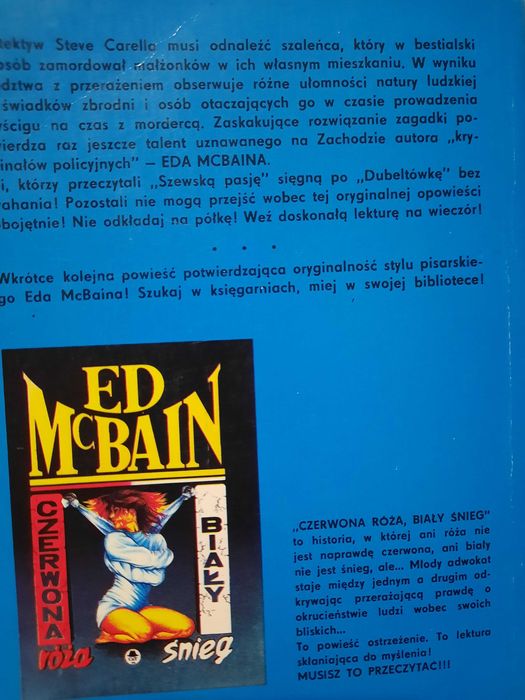 tektyw Steve Carella musi odnaleźć szaleńca, który w bestialski
osób zamordował małżonków w ich własnym mieszkaniu. W wyniku
dztwa z przerażeniem obserwuje różne ułomności natury ludzkiej
świadków zbrodni i osób otaczających go w czasie prowadzenia
yścigu na czas z mordercą. Zaskakujące rozwiązanie zagadki po-
wierdza raz jeszcze talent uznawanego na Zachodzie autora „kry-
inałów policyjnych" — EDA MCBAINA.
i, którzy przeczytali „Szewską pasję" sięgną po „Dubeltówkę" bez
ahania! Pozostali nie mogą przejść wobec tej oryginalnej opowieści
obojętnie! Nie odkładaj na półkę! Weź doskonałą lekturę na wieczór!
• • •
Wkrótce kolejna powieść potwierdzająca oryginalność stylu pisarskie-
go Eda McBaina! Szukaj w księgarniach, miej w swojej bibliotece!
ED
McBAIN
CZERWONA
róża
BIAŁY
śnieg
„CZERWONA RÓŻA, BIAŁY ŚNIEG"
to historia, w której ani róża nie
jest naprawdę czerwona, ani biały
nie jest śnieg, ale... Młody adwokat
staje między jednym a drugim od-
krywając przerażającą prawdę o
okrucieństwie ludzi wobec swoich
bliskich...
To powieść ostrzeżenie. To lektura
skłaniająca do myślenia!
MUSISZ TO PRZECZYTAĆ!!!